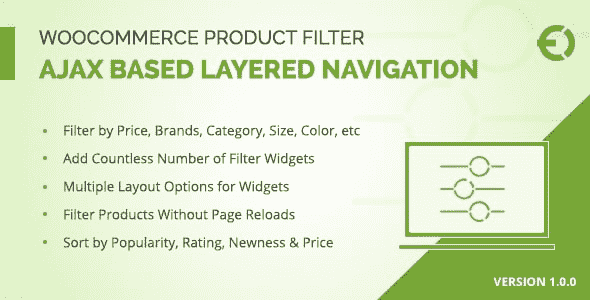 WOOCOMMERCE PRODUCT FILTER
AJAX BASED LAYERED NAVIGATION
• Filter by Price, Brands, Category, Size, Color, etc
• Add Countless Number of Filter Widgets
• Multiple Layout Options for Widgets
• Filter Products Without Page Reloads
• Sort by Popularity, Rating, Newness & Price
VERSION 1.0.0